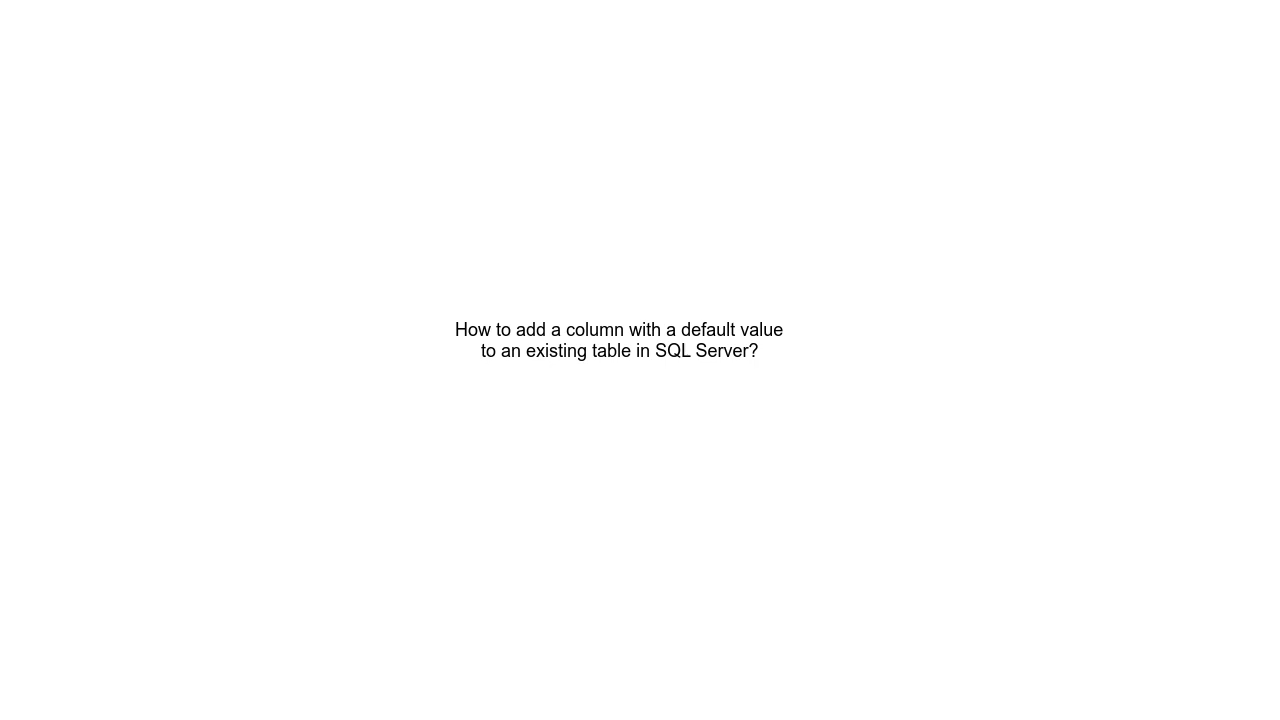 How to add a column with a default value
to an existing table in SQL Server?